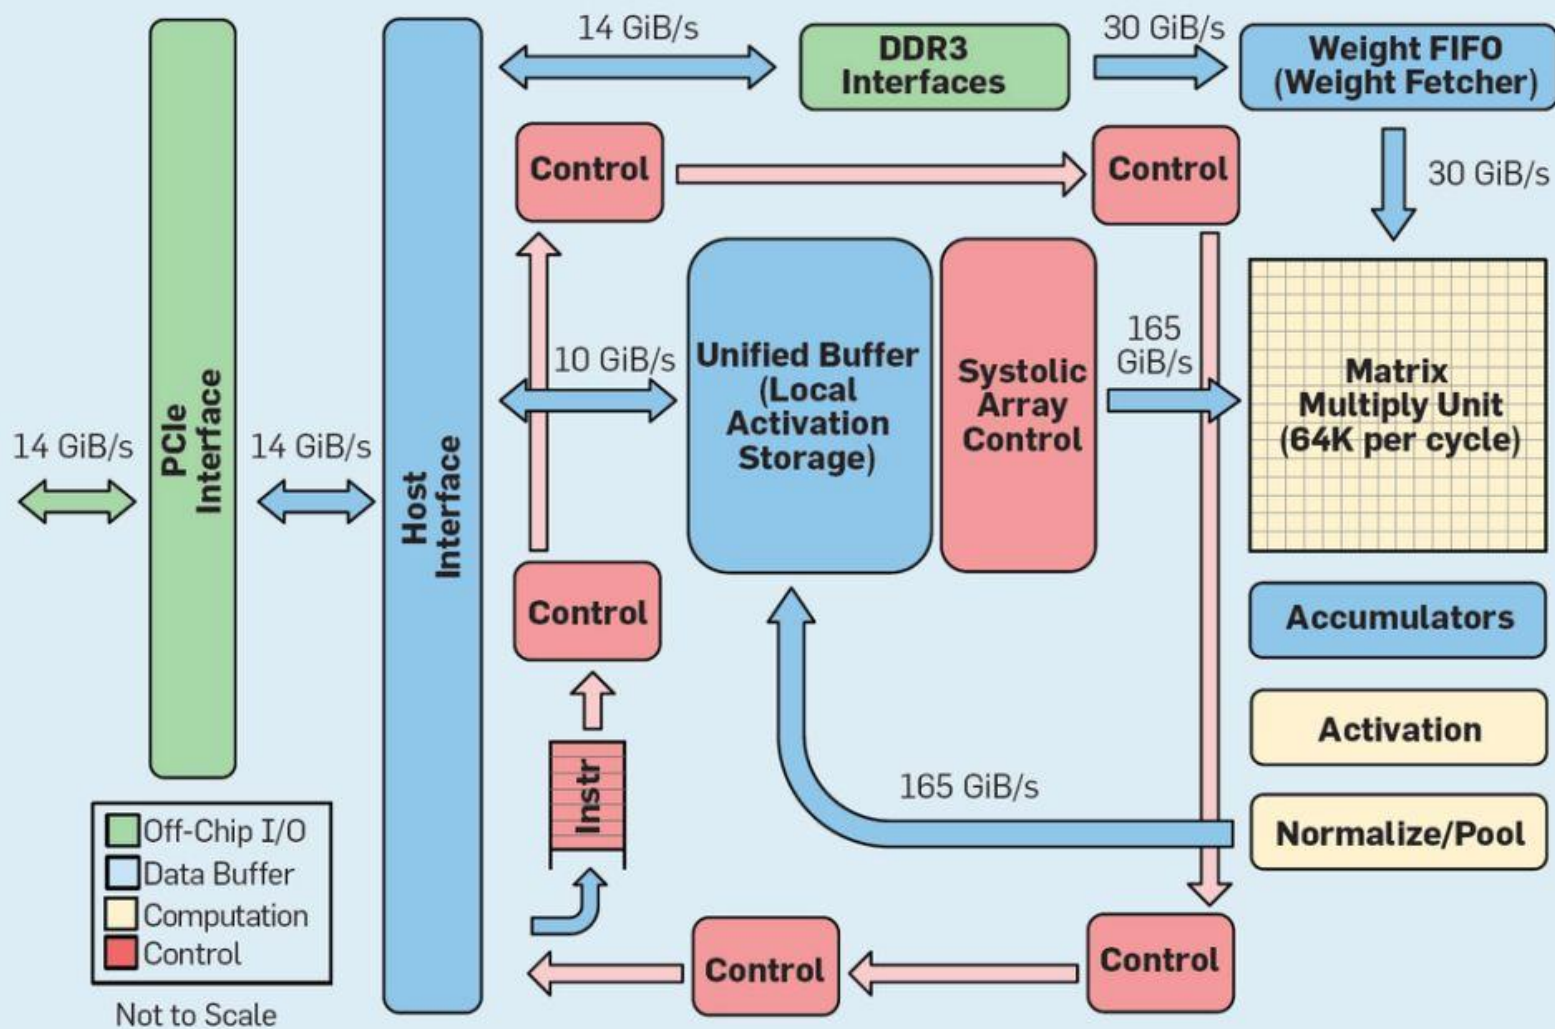 14 GiB/s
DDR3
Interfaces
30 GiB/s
Weight FIFO
(Weight Fetcher)
Control
Control
30 GiB/s
14 GiB/s
PCIe
Interface
14 GiB/s
Host
Interface
10 GiB/s
Unified Buffer
(Local
Activation
Storage)
Systolic
Array
Control
165
GiB/s
Matrix
Multiply Unit
(64K per cycle)
Control
Accumulators
Activation
Instr
165 GiB/s
Normalize/Pool
Off-Chip I/O
Data Buffer
Computation
Control
Not to Scale
Control
Control